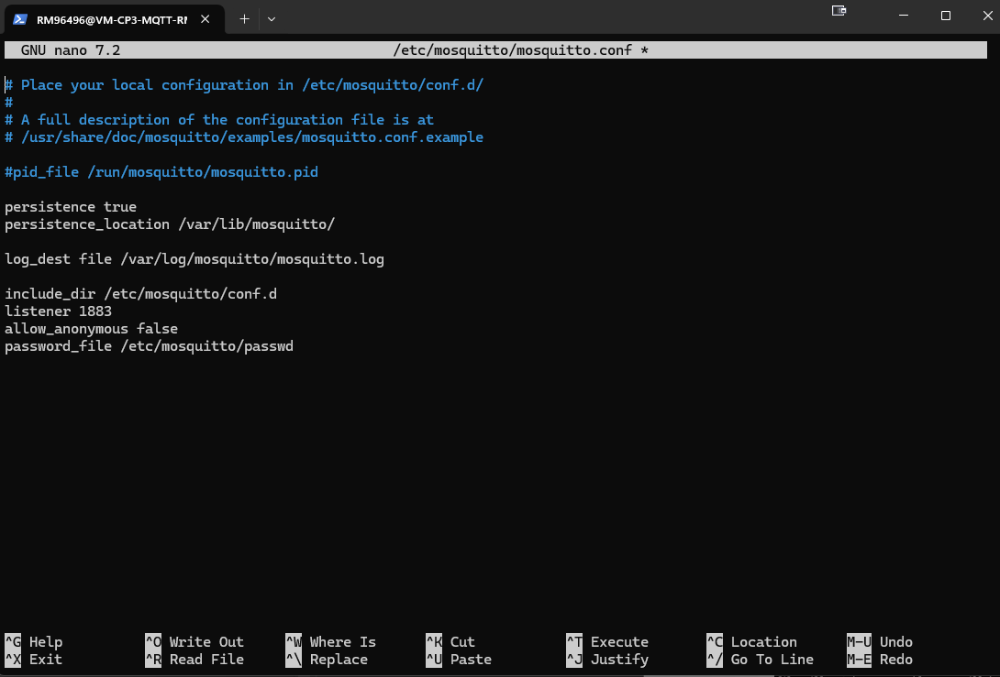 RM96496@VM-CP3-MQTT-RM
GNU nano 7.2 /etc/mosquitto/mosquitto.conf *
# Place your local configuration in /etc/mosquitto/conf.d/
#
# A full description of the configuration file is at
# /usr/share/doc/mosquitto/examples/mosquitto.conf.example
#pid_file /run/mosquitto/mosquitto.pid
persistence true
persistence_location /var/lib/mosquitto/
log_dest file /var/log/mosquitto/mosquitto.log
include_dir /etc/mosquitto/conf.d
listener 1883
allow_anonymous false
password_file /etc/mosquitto/passwd
^G Help ^O Write Out ^W Where Is ^K Cut ^T Execute ^C Location M-U Undo
^X Exit ^R Read File ^\ Replace ^U Paste ^J Justify ^/ Go To Line M-E Redo